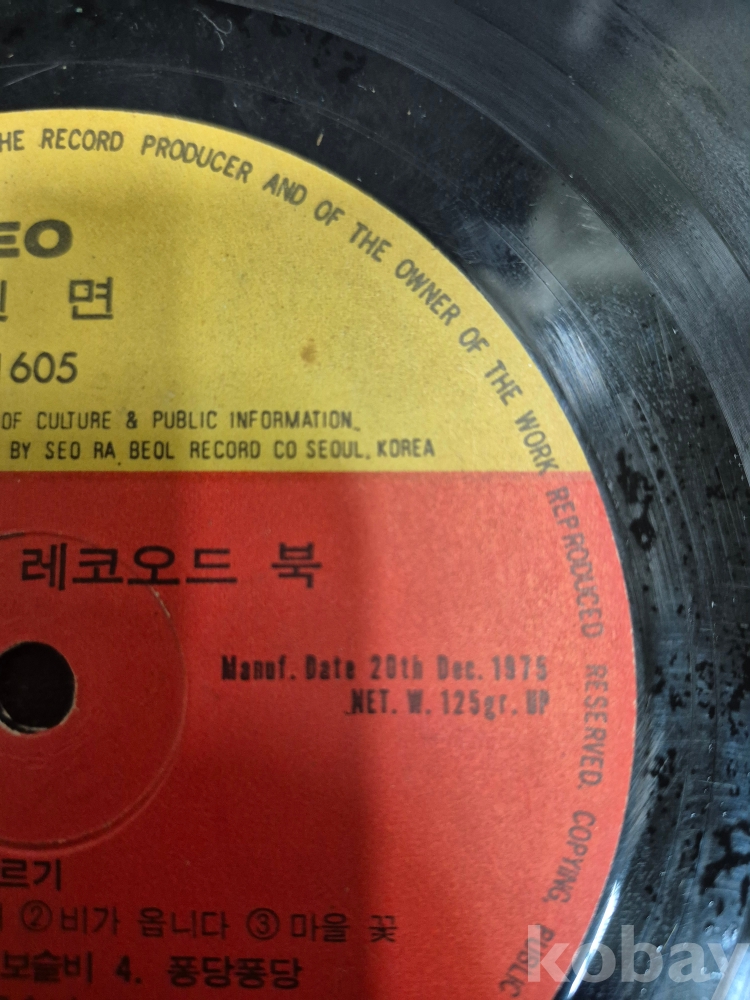 HE RECORD PRODUCER AND OF THE OWNER OF THE WORK REPRODUCED RESERVED. COPYING, PUBLIC
EO
면
1605
OF CULTURE & PUBLIC INFORMATION
BY SEO RA BEOL RECORD CO SEOUL, KOREA
레코오드 북
Manuf. Date 20th Dec. 1975
NET. W. 125gr. UP
르기
② 비가 옵니다 ③ 마을 꽃
보슬비 4. 퐁당퐁당
kobay